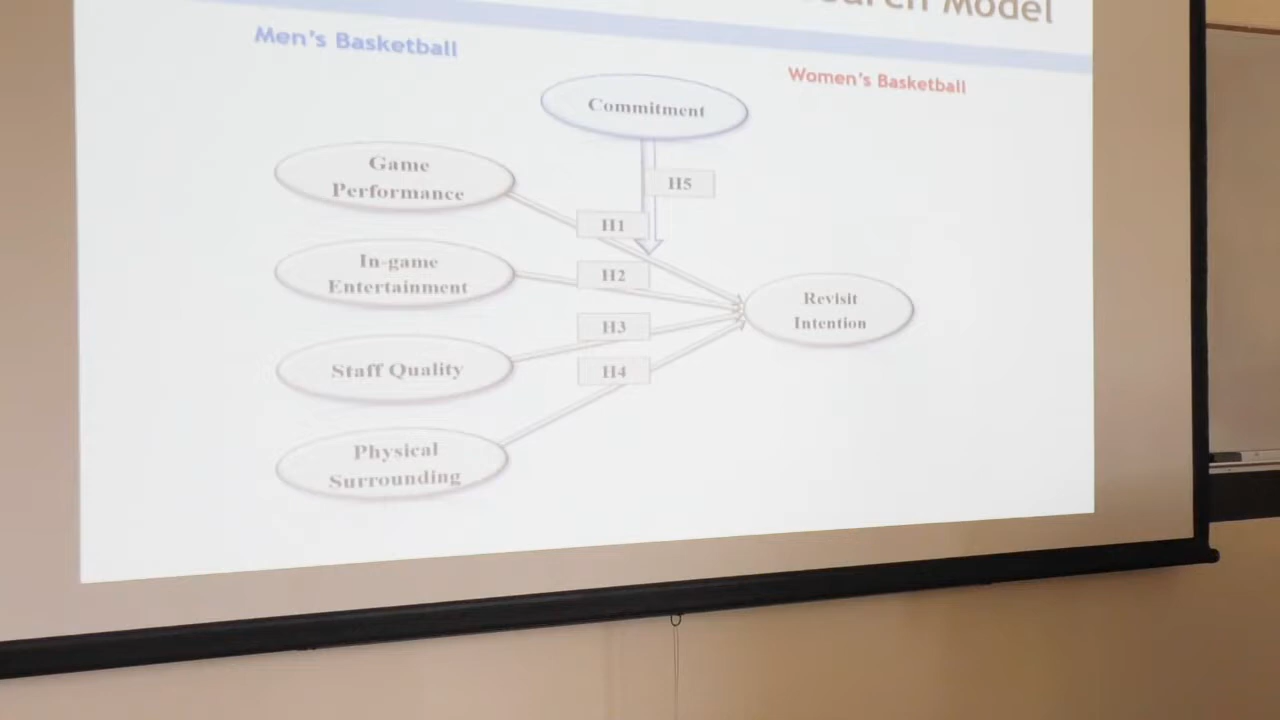 Model
Men's Basketball
Women's Basketball
Commitment
Game
Performance
H5
H1
In-game
Entertainment
H2
Revisit
Intention
H3
Staff Quality
H4
Physical
Surrounding